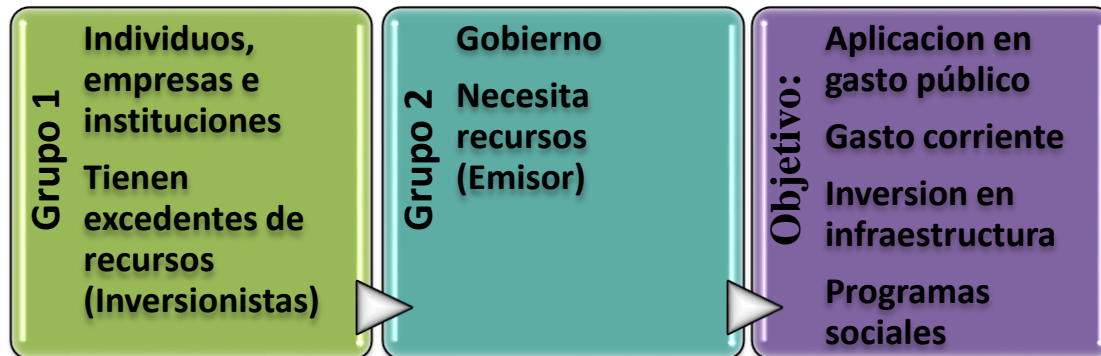 Grupo 1
Individuos,
empresas e
instituciones
Tienen
excedentes de
recursos
(Inversionistas)
Grupo 2
Gobierno
Necesita
recursos
(Emisor)
Objetivo:
Aplicacion en
gasto público
Gasto corriente
Inversion en
infraestructura
Programas
sociales